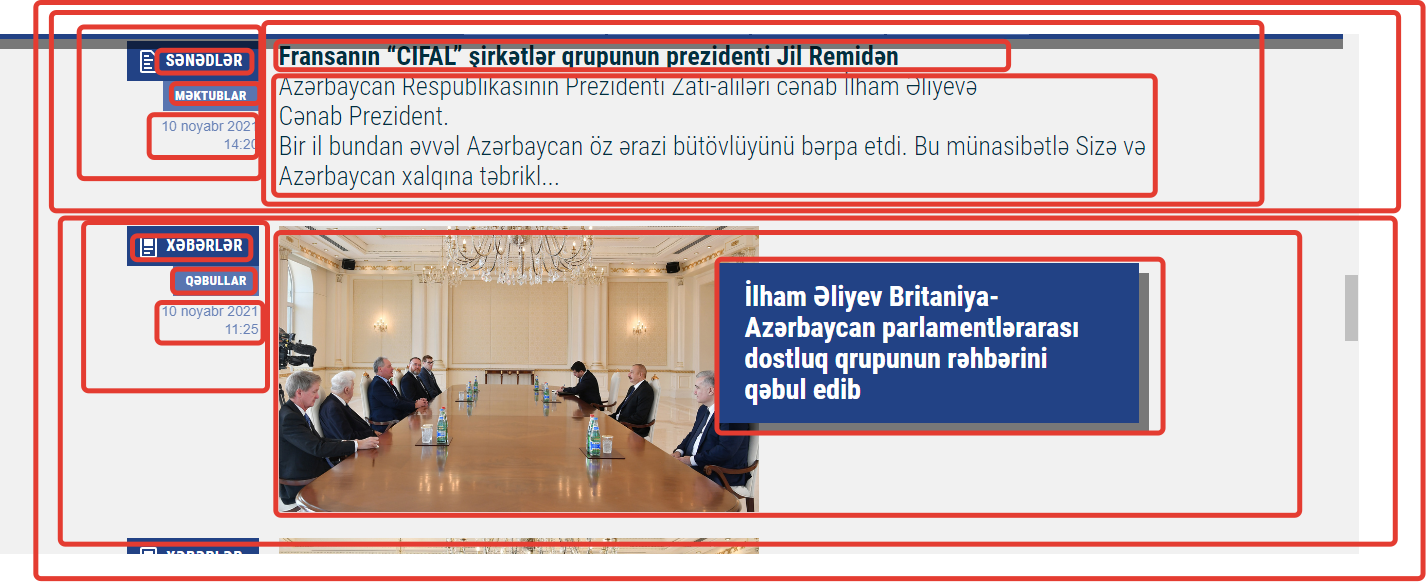 SƏNƏDLƏR
MƏKTUBLAR
10 noyabr 2021
14:20
Fransanın “CIFAL” şirkətlər qrupunun prezidenti Jil Remidən
Azərbaycan Respublikasının Prezidenti Zati-aliləri cənab İlham Əliyevə
Cənab Prezident.
Bir il bundan əvvəl Azərbaycan öz ərazi bütövlüyünü bərpa etdi. Bu münasibətlə Sizə və
Azərbaycan xalqına təbrikl...
XƏBƏRLƏR
QƏBULLAR
10 noyabr 2021
11:25
İlham Əliyev Britaniya-
Azərbaycan parlamentlərarası
dostluq qrupunun rəhbərini
qəbul edib
XƏBƏRLƏR